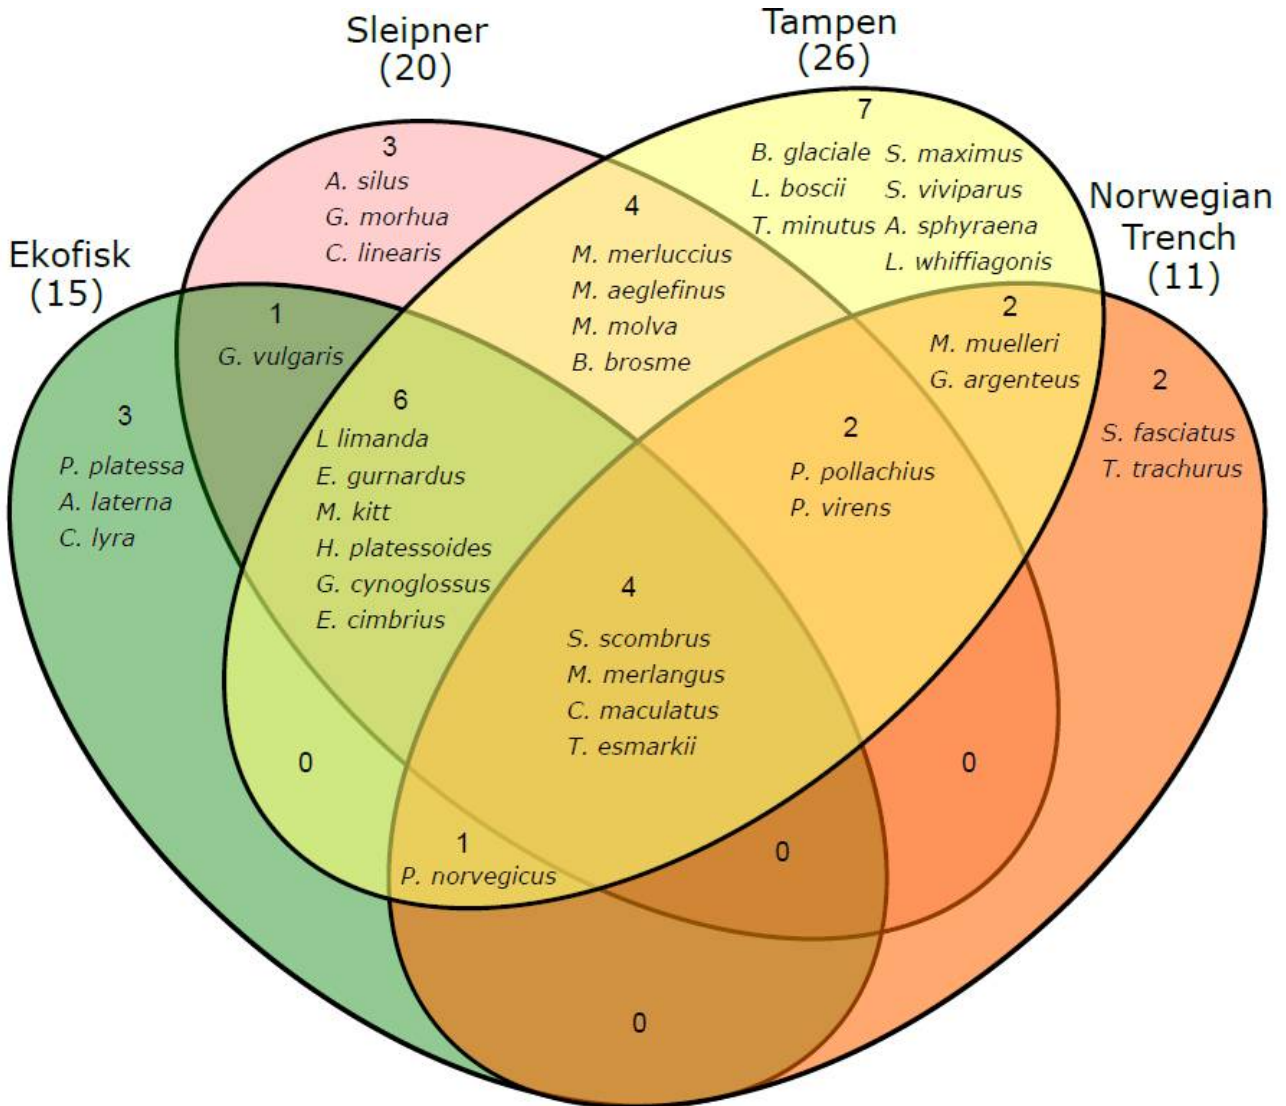 Sleipner
(20)
Tampen
(26)
Norwegian
Trench
(11)
Ekofisk
(15)
3
A. silus
G. morhua
C. linearis
7
B. glaciale
L. boscii
T. minutus
S. maximus
S. viviparus
A. sphyraena
L. whiffiagonis
4
M. merluccius
M. aeglefinus
M. molva
B. brosme
1
G. vulgaris
2
M. muelleri
G. argenteus
2
S. fasciatus
T. trachurus
3
P. platessa
A. laterna
C. lyra
6
L limanda
E. gurnardus
M. kitt
H. platessoides
G. cynoglossus
E. cimbrius
2
P. pollachius
P. virens
4
S. scombrus
M. merlangus
C. maculatus
T. esmarkii
0
0
1
P. norvegicus
0
0